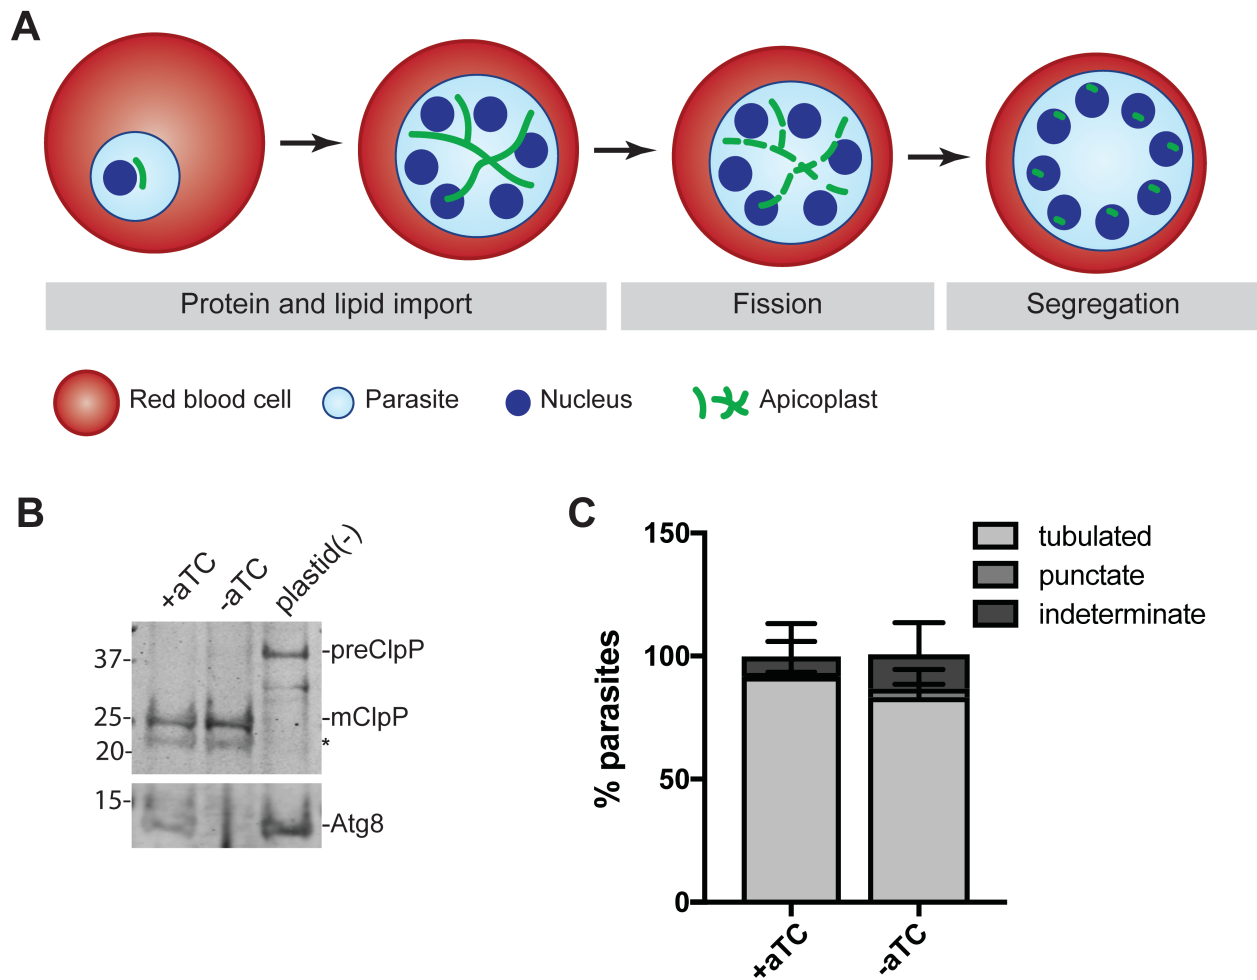 A
Protein and lipid import
Fission
Segregation
Red blood cell
Parasite
Nucleus
Apicoplast
B
+aTC
-aTC
plastid(-)
37-
-preClpP
25-
-mClpP
20-
*
15-
-Atg8
C
150
100
50
0
% parasites
tubulated
punctate
indeterminate
+aTC
-aTC